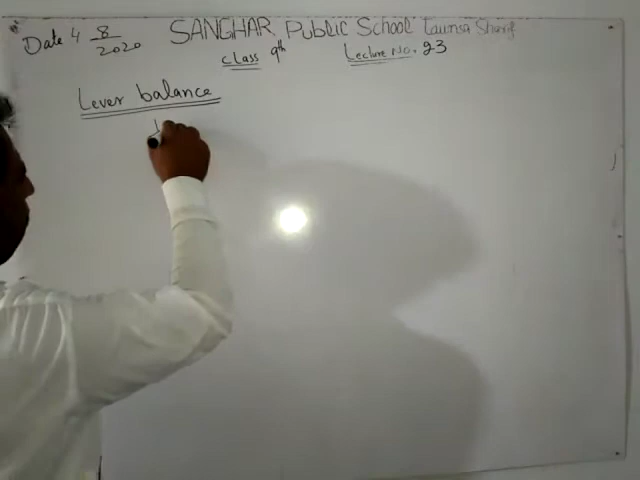 Date 4 8/2020 SANGHAR Public School Taunsa Sharif
Class 9th Lecture No. 23
Lever balance